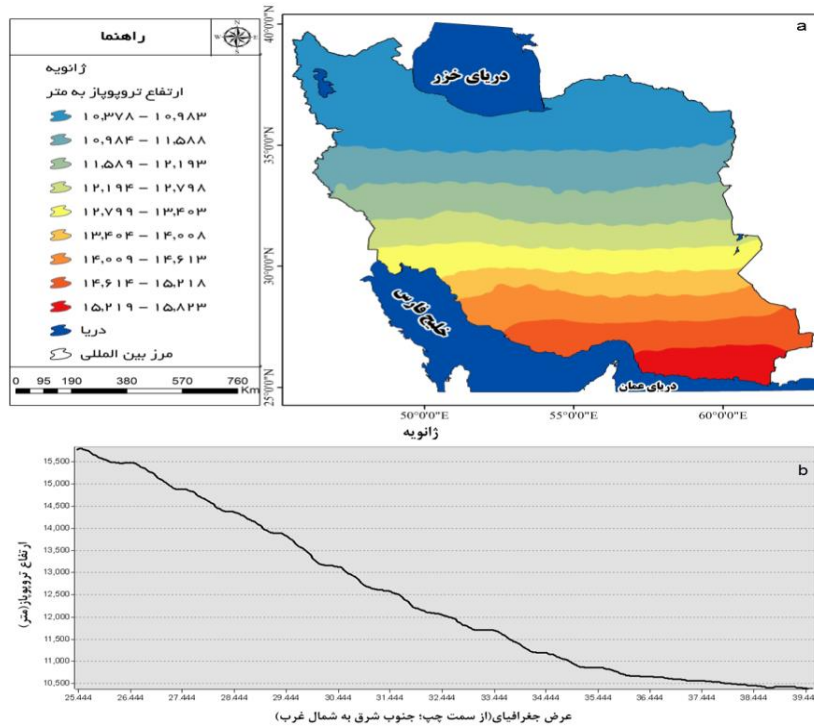 راهنما
N
ژانویه
ارتفاع تروپوپاز به متر
۱۰,۳۷۸ – ۱۰,۹۸۳
۱۰,۹۸۴ – ۱۱,۵۸۸
۱۱,۵۸۹ – ۱۲,۱۹۳
۱۲,۱۹۴ – ۱۲,۷۹۸
۱۲,۷۹۹ – ۱۳,۴۰۳
۱۳,۴۰۴ – ۱۴,۰۰۸
۱۴,۰۰۹ – ۱۴,۶۱۳
۱۴,۶۱۴ – ۱۵,۲۱۸
۱۵,۲۱۹ – ۱۵,۸۲۳
دریا
مرز بین المللی
0 95 190 380 570 760
Km
a
40°0'0"N
35°0'0"N
30°0'0"N
25°0'0"N
دریای خزر
خلیج فارس
دریای عمان
50°0'0"E 55°0'0"E 60°0'0"E
ژانویه
b
ارتفاع تروپوپاز(متر)
15,500
15,000
14,500
14,000
13,500
13,000
12,500
12,000
11,500
11,000
10,500
25.444 26.444 27.444 28.444 29.444 30.444 31.444 32.444 33.444 34.444 35.444 36.444 37.444 38.444 39.444
عرض جغرافیای(از سمت چپ؛ جنوب شرق به شمال غرب)